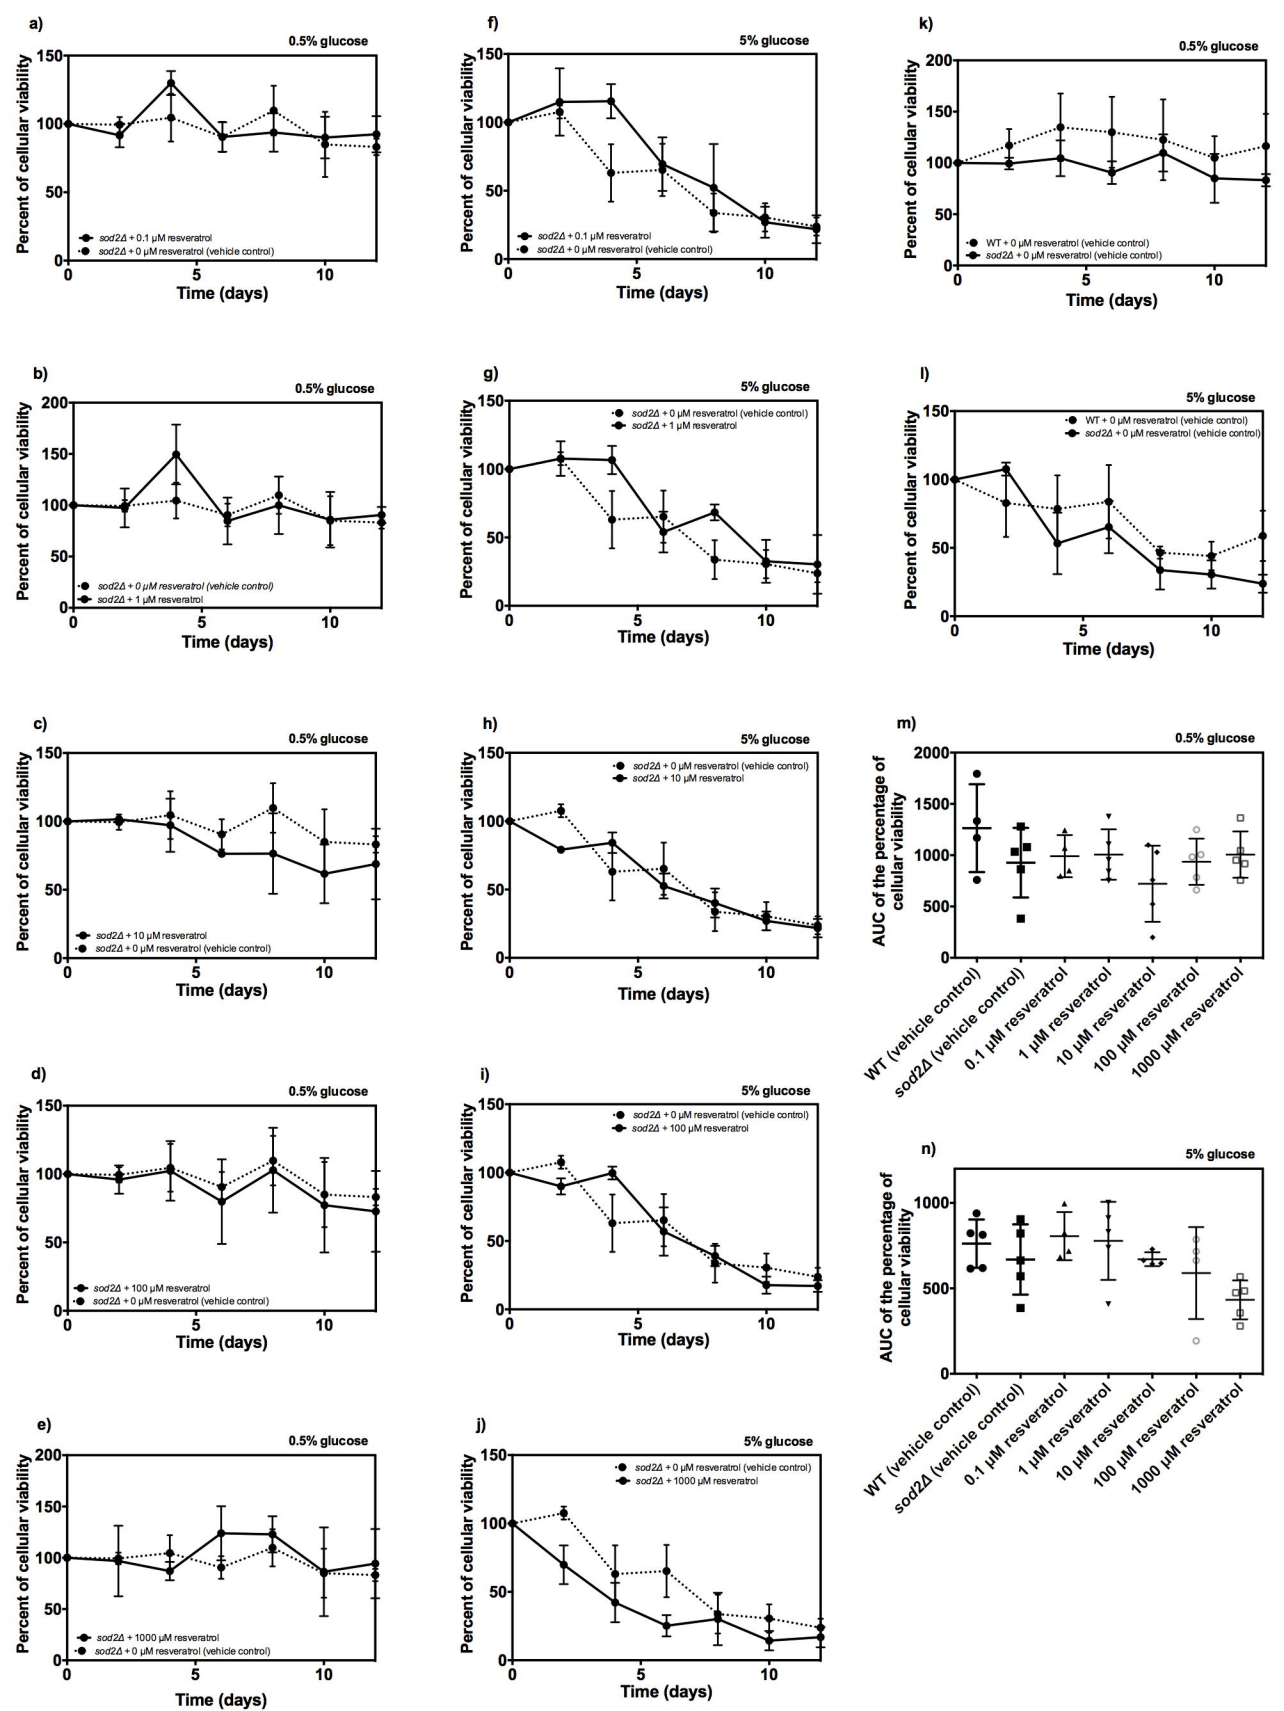 a)
0.5% glucose
Percent of cellular viability
150
100
50
0
sod2Δ + 0.1 µM resveratrol
sod2Δ + 0 µM resveratrol (vehicle control)
0 5 10
Time (days)
f)
5% glucose
Percent of cellular viability
150
100
50
0
sod2Δ + 0.1 µM resveratrol
sod2Δ + 0 µM resveratrol (vehicle control)
0 5 10
Time (days)
k)
0.5% glucose
Percent of cellular viability
200
150
100
50
0
WT + 0 µM resveratrol (vehicle control)
sod2Δ + 0 µM resveratrol (vehicle control)
0 5 10
Time (days)
b)
0.5% glucose
Percent of cellular viability
200
150
100
50
0
sod2Δ + 0 µM resveratrol (vehicle control)
sod2Δ + 1 µM resveratrol
0 5 10
Time (days)
g)
5% glucose
Percent of cellular viability
150
100
50
0
sod2Δ + 0 µM resveratrol (vehicle control)
sod2Δ + 1 µM resveratrol
0 5 10
Time (days)
l)
5% glucose
Percent of cellular viability
150
100
50
0
WT + 0 µM resveratrol (vehicle control)
sod2Δ + 0 µM resveratrol (vehicle control)
0 5 10
Time (days)
c)
0.5% glucose
Percent of cellular viability
150
100
50
0
sod2Δ + 10 µM resveratrol
sod2Δ + 0 µM resveratrol (vehicle control)
0 5 10
Time (days)
h)
5% glucose
Percent of cellular viability
150
100
50
0
sod2Δ + 0 µM resveratrol (vehicle control)
sod2Δ + 10 µM resveratrol
0 5 10
Time (days)
m)
0.5% glucose
AUC of the percentage of
cellular viability
2000
1500
1000
500
0
WT (vehicle control)
sod2Δ (vehicle control)
0.1 µM resveratrol
1 µM resveratrol
10 µM resveratrol
100 µM resveratrol
1000 µM resveratrol
d)
0.5% glucose
Percent of cellular viability
150
100
50
0
sod2Δ + 100 µM resveratrol
sod2Δ + 0 µM resveratrol (vehicle control)
0 5 10
Time (days)
i)
5% glucose
Percent of cellular viability
150
100
50
0
sod2Δ + 0 µM resveratrol (vehicle control)
sod2Δ + 100 µM resveratrol
0 5 10
Time (days)
n)
5% glucose
AUC of the percentage of
cellular viability
1000
500
0
WT (vehicle control)
sod2Δ (vehicle control)
0.1 µM resveratrol
1 µM resveratrol
10 µM resveratrol
100 µM resveratrol
1000 µM resveratrol
e)
0.5% glucose
Percent of cellular viability
200
150
100
50
0
sod2Δ + 1000 µM resveratrol
sod2Δ + 0 µM resveratrol (vehicle control)
0 5 10
Time (days)
j)
5% glucose
Percent of cellular viability
150
100
50
0
sod2Δ + 0 µM resveratrol (vehicle control)
sod2Δ + 1000 µM resveratrol
0 5 10
Time (days)